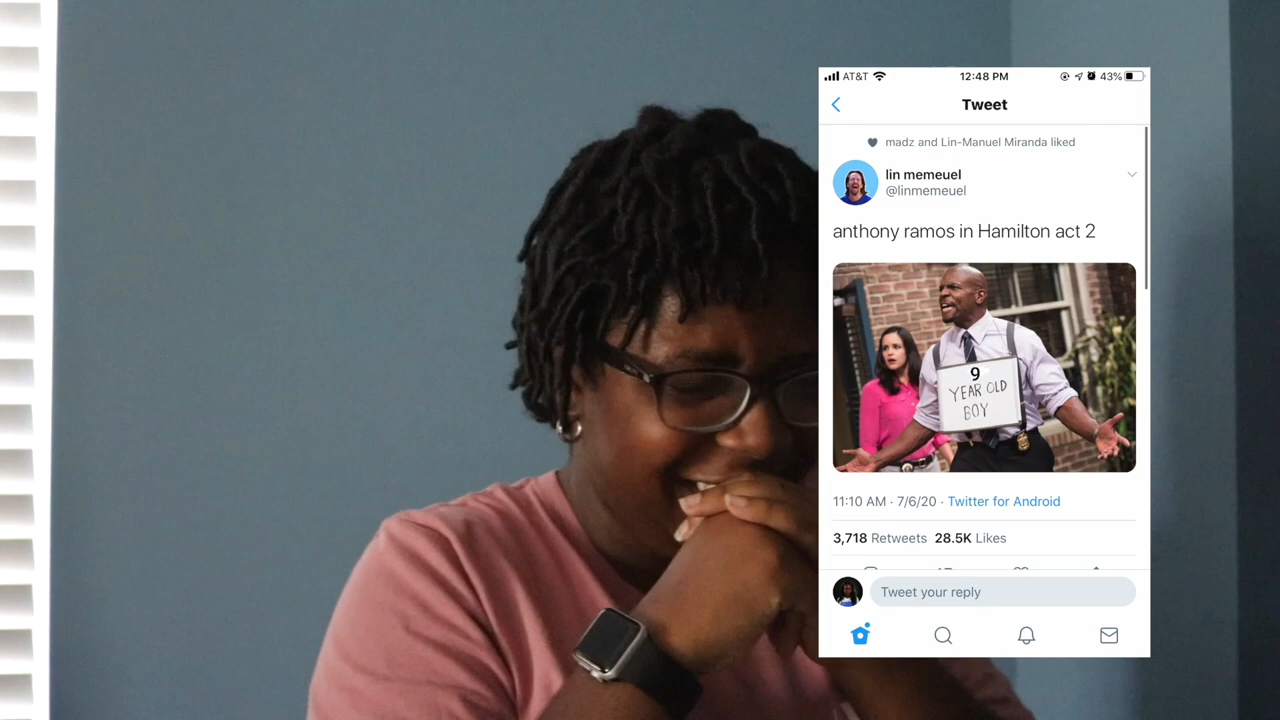 AT&T
12:48 PM
43%
Tweet
madz and Lin-Manuel Miranda liked
lin memeuel
@linmemeuel
anthony ramos in Hamilton act 2
9
YEAR OLD
BOY
11:10 AM · 7/6/20 · Twitter for Android
3,718 Retweets 28.5K Likes
Tweet your reply